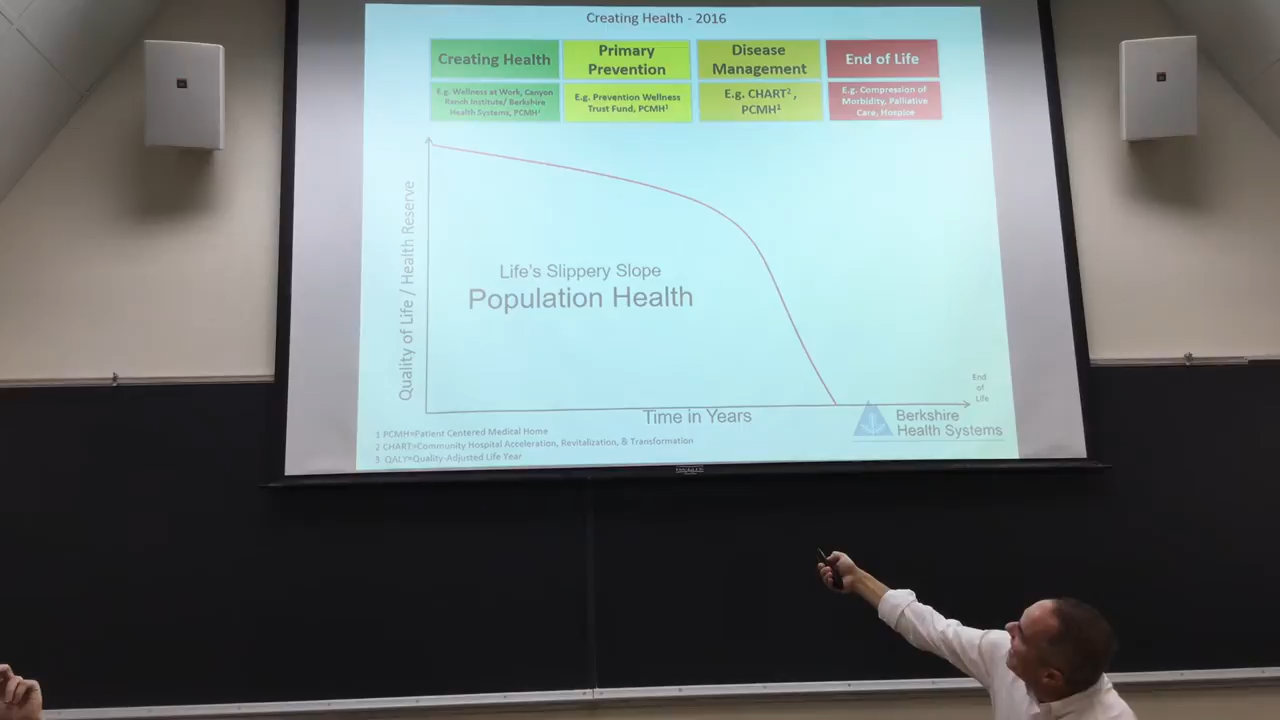 Creating Health - 2016
Creating Health
Primary
Prevention
Disease
Management
End of Life
E.g. Wellness at Work, Canyon
Ranch Institute/ Berkshire
Health Systems, PCMH¹
E.g. Prevention Wellness
Trust Fund, PCMH¹
E.g. CHART²,
PCMH¹
E.g. Compression of
Morbidity, Palliative
Care, Hospice
Quality of Life / Health Reserve
Life's Slippery Slope
Population Health
End
of
Life
Time in Years
Berkshire
Health Systems
1 PCMH=Patient Centered Medical Home
2 CHART=Community Hospital Acceleration, Revitalization, & Transformation
3 QALY=Quality-Adjusted Life Year